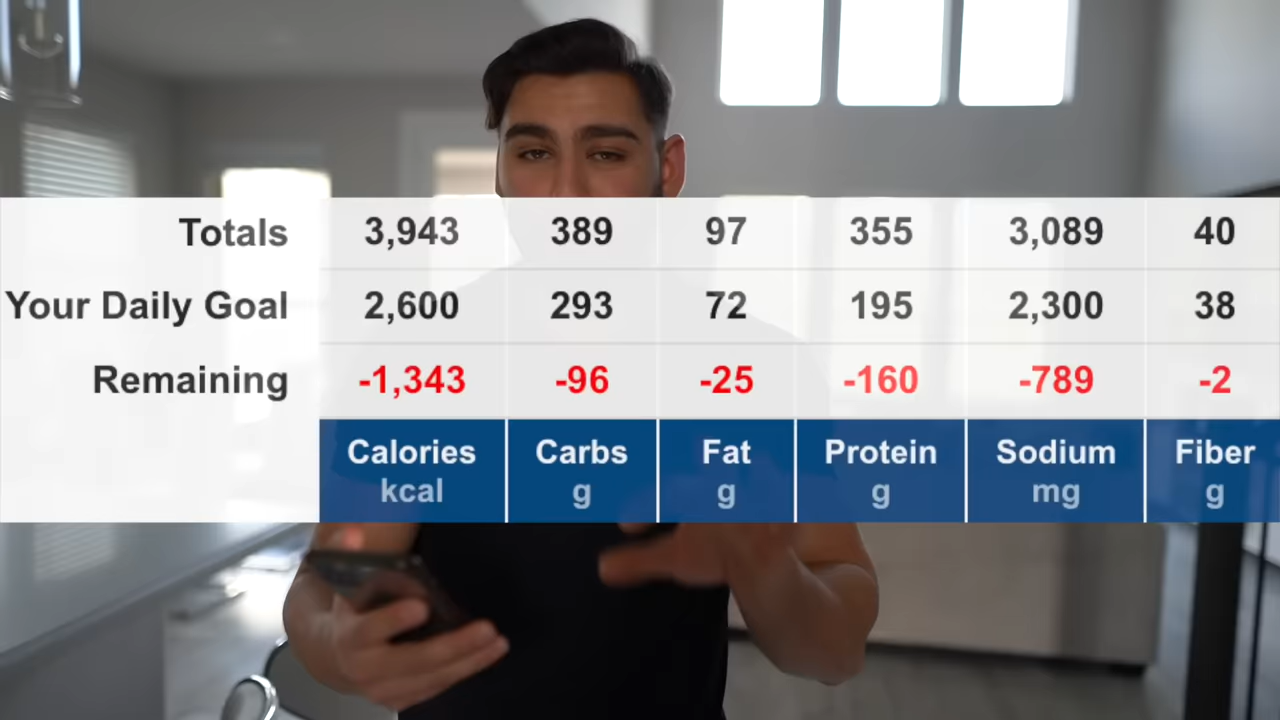 Totals 3,943 389 97 355 3,089 40
Your Daily Goal 2,600 293 72 195 2,300 38
Remaining -1,343 -96 -25 -160 -789 -2
Calories Carbs Fat Protein Sodium Fiber
kcal g g g mg g